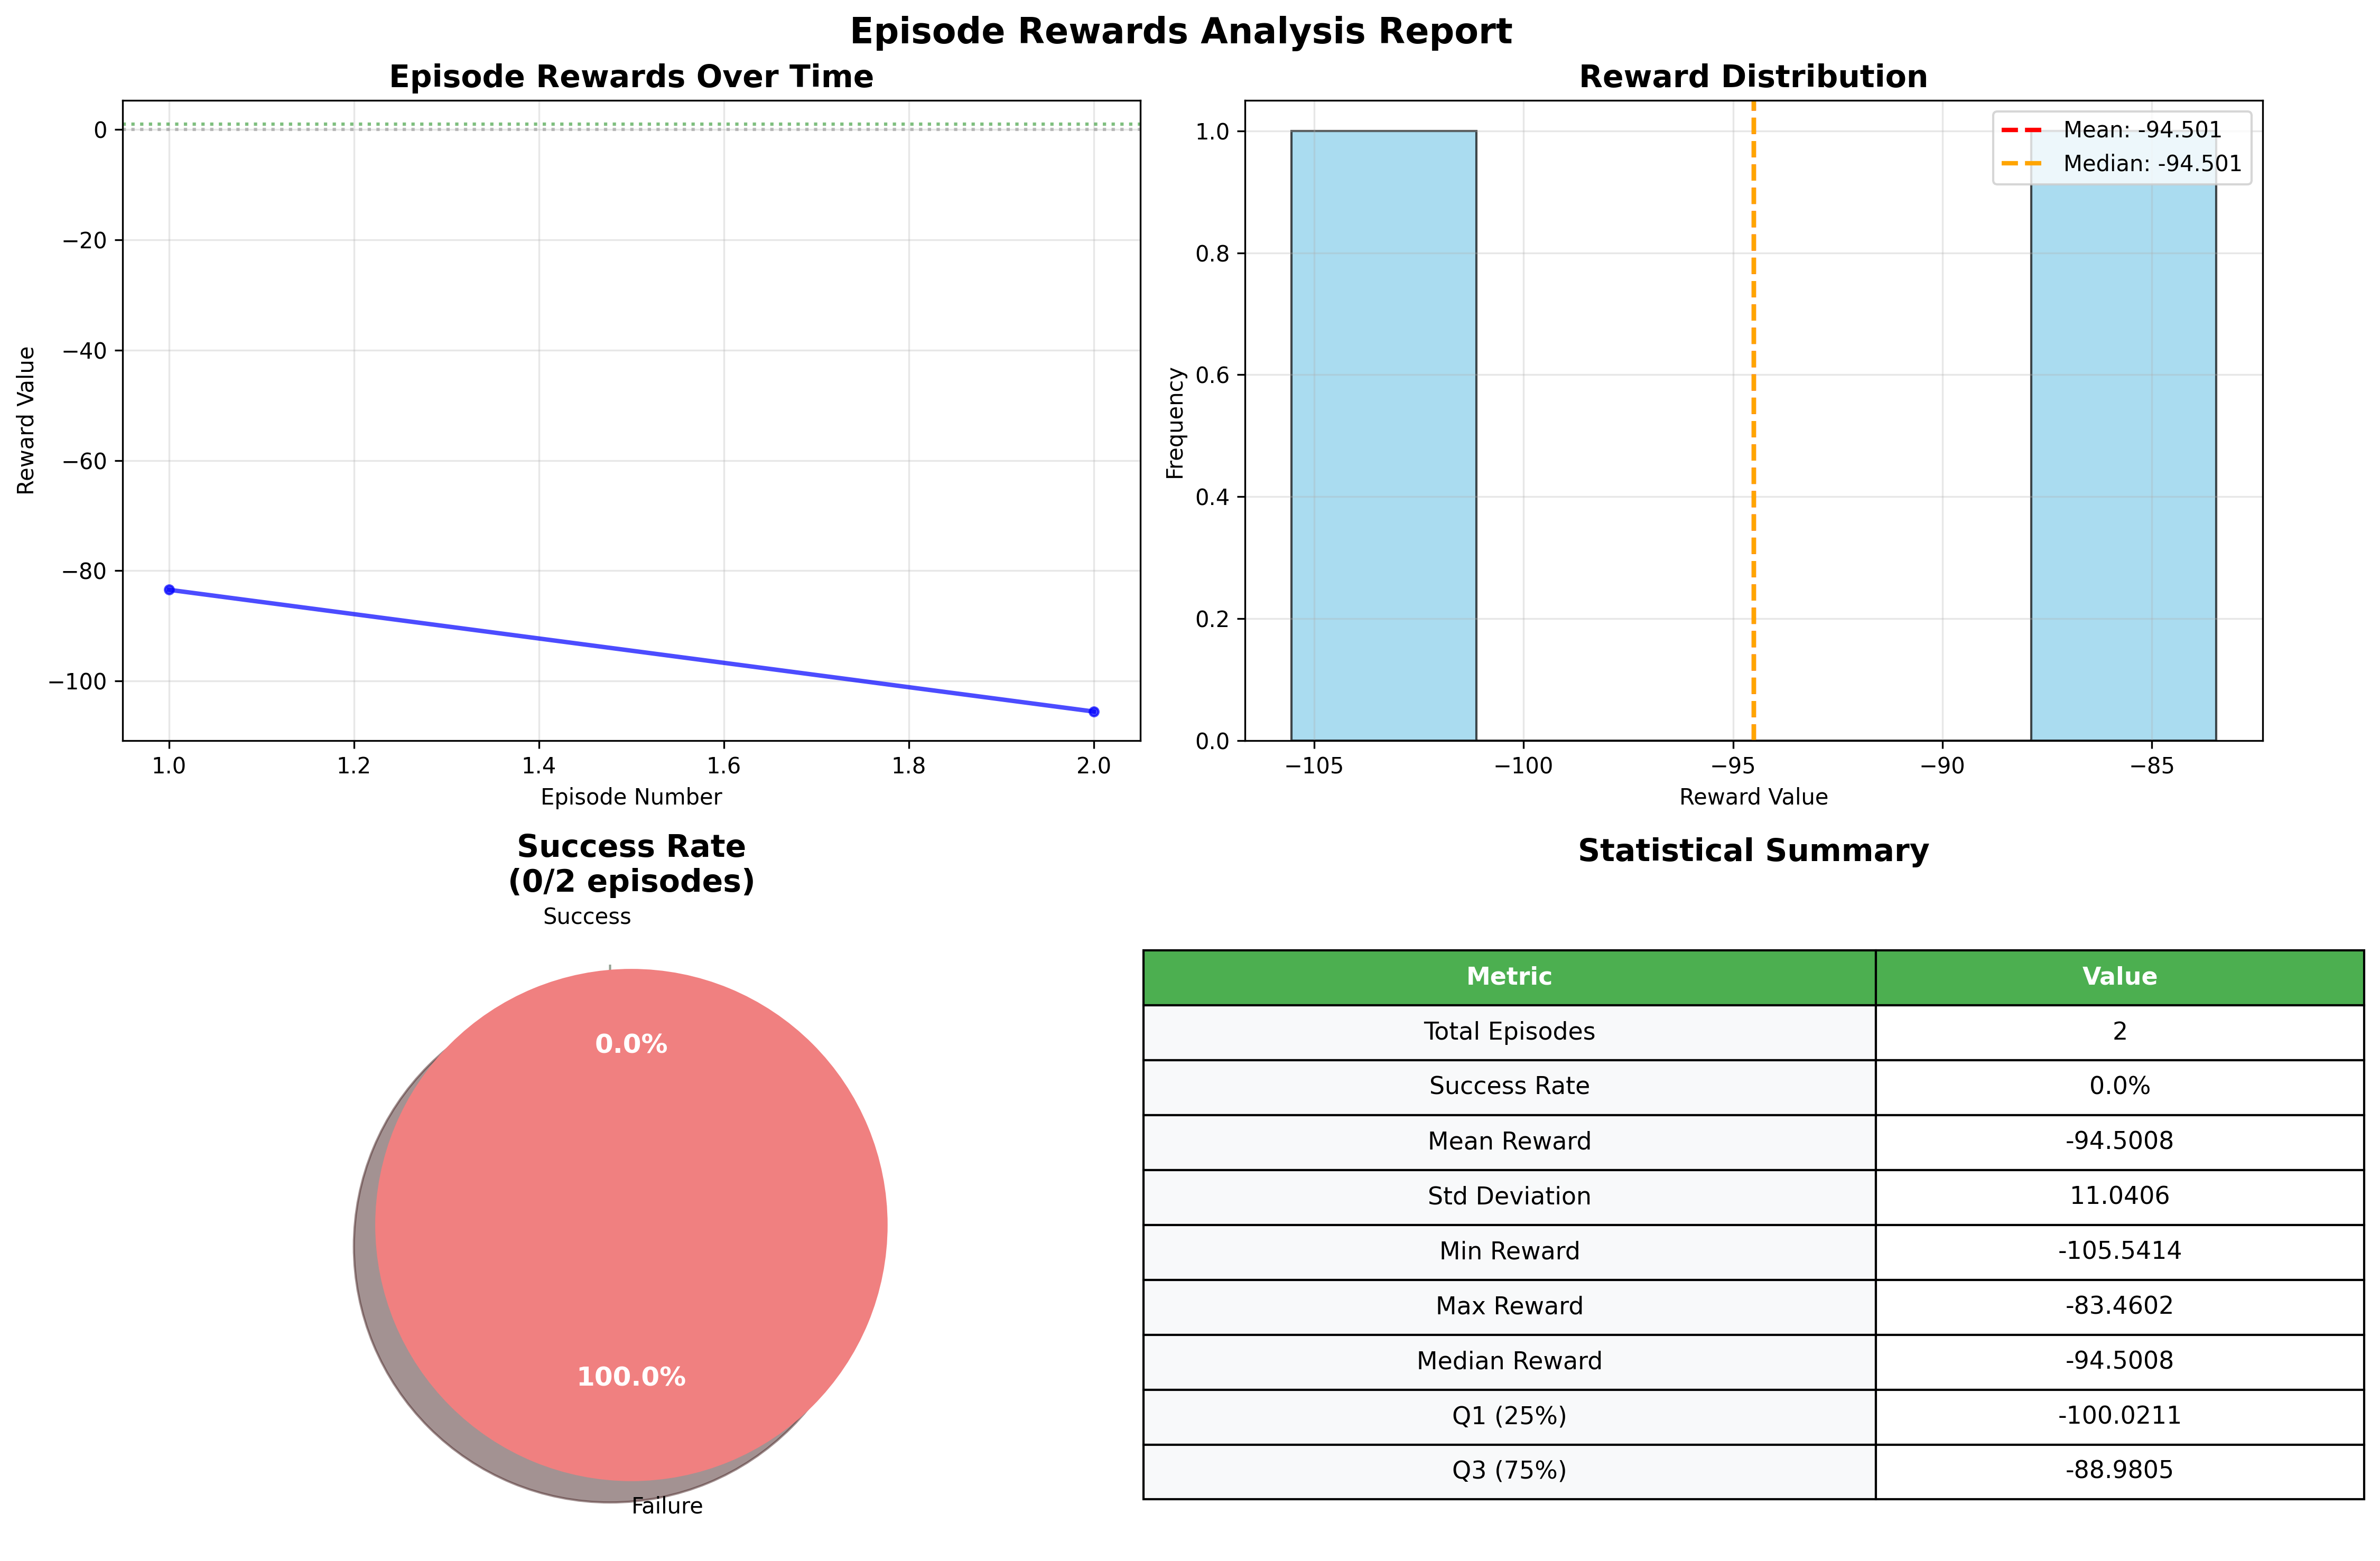 Episode Rewards Analysis Report
Episode Rewards Over Time
0
−20
−40
−60
−80
−100
Reward Value
1.0 1.2 1.4 1.6 1.8 2.0
Episode Number
Reward Distribution
Mean: -94.501
Median: -94.501
1.0
0.8
0.6
0.4
0.2
0.0
Frequency
−105 −100 −95 −90 −85
Reward Value
Success Rate
(0/2 episodes)
Success
0.0%
100.0%
Failure
Statistical Summary
Metric Value
Total Episodes 2
Success Rate 0.0%
Mean Reward -94.5008
Std Deviation 11.0406
Min Reward -105.5414
Max Reward -83.4602
Median Reward -94.5008
Q1 (25%) -100.0211
Q3 (75%) -88.9805